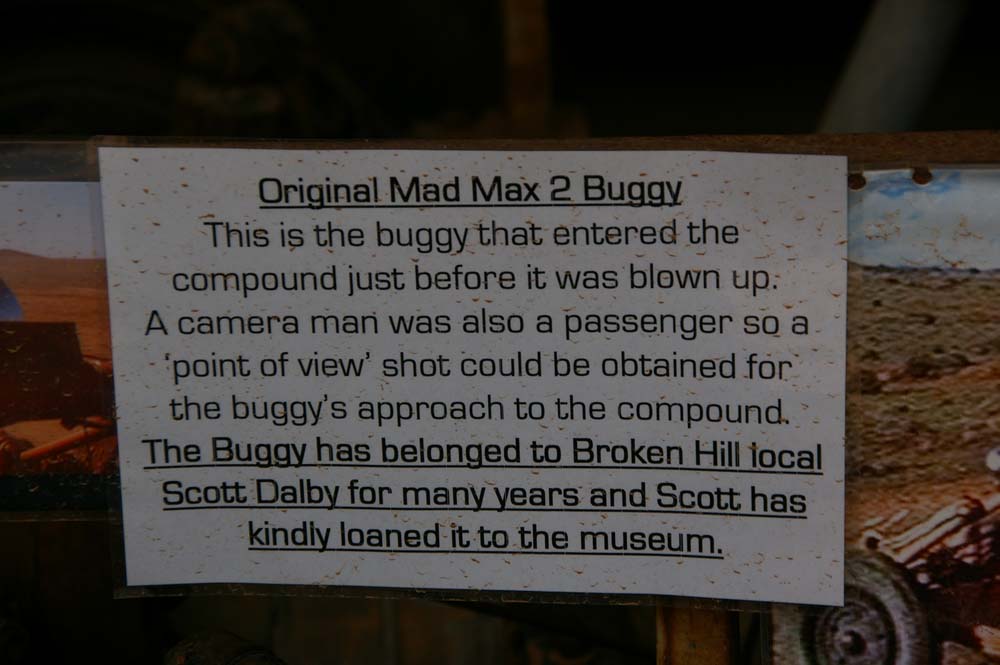 Original Mad Max 2 Buggy
This is the buggy that entered the
compound just before it was blown up.
A camera man was also a passenger so a
‘point of view’ shot could be obtained for
the buggy’s approach to the compound.
The Buggy has belonged to Broken Hill local
Scott Dalby for many years and Scott has
kindly loaned it to the museum.